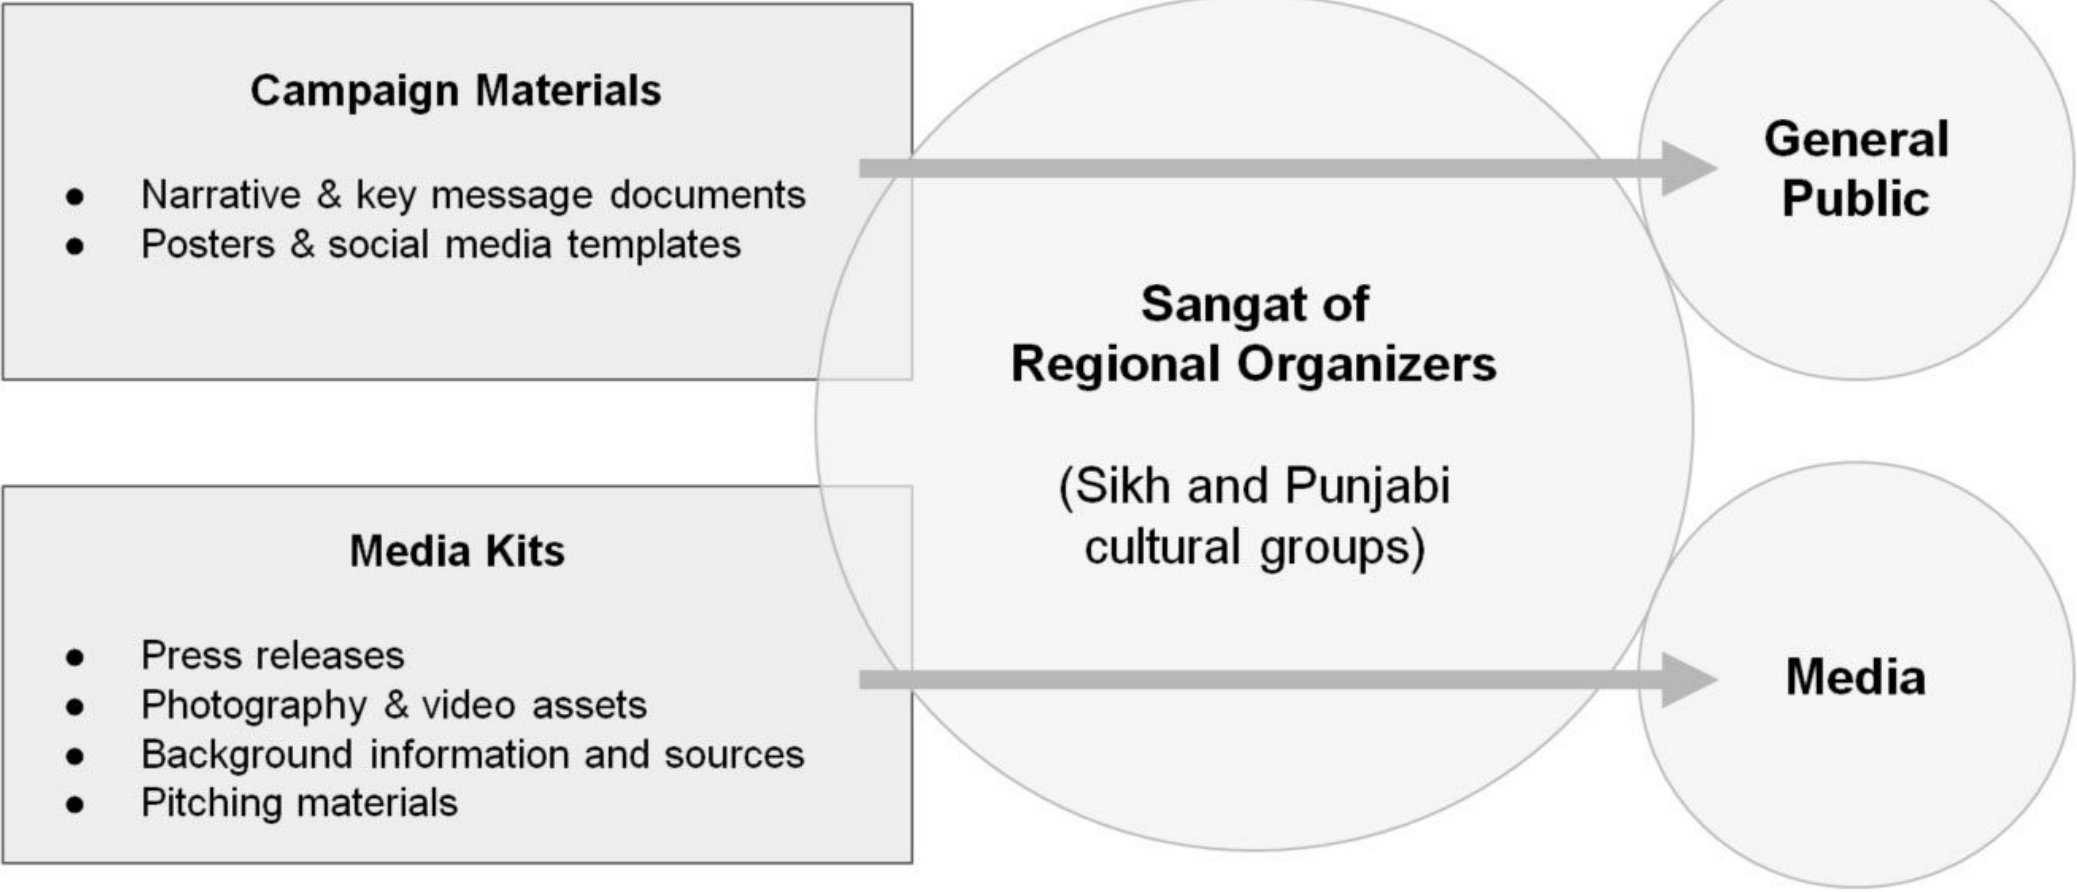 Campaign Materials
● Narrative & key message documents
● Posters & social media templates
Media Kits
● Press releases
● Photography & video assets
● Background information and sources
● Pitching materials
Sangat of
Regional Organizers
(Sikh and Punjabi
cultural groups)
General
Public
Media